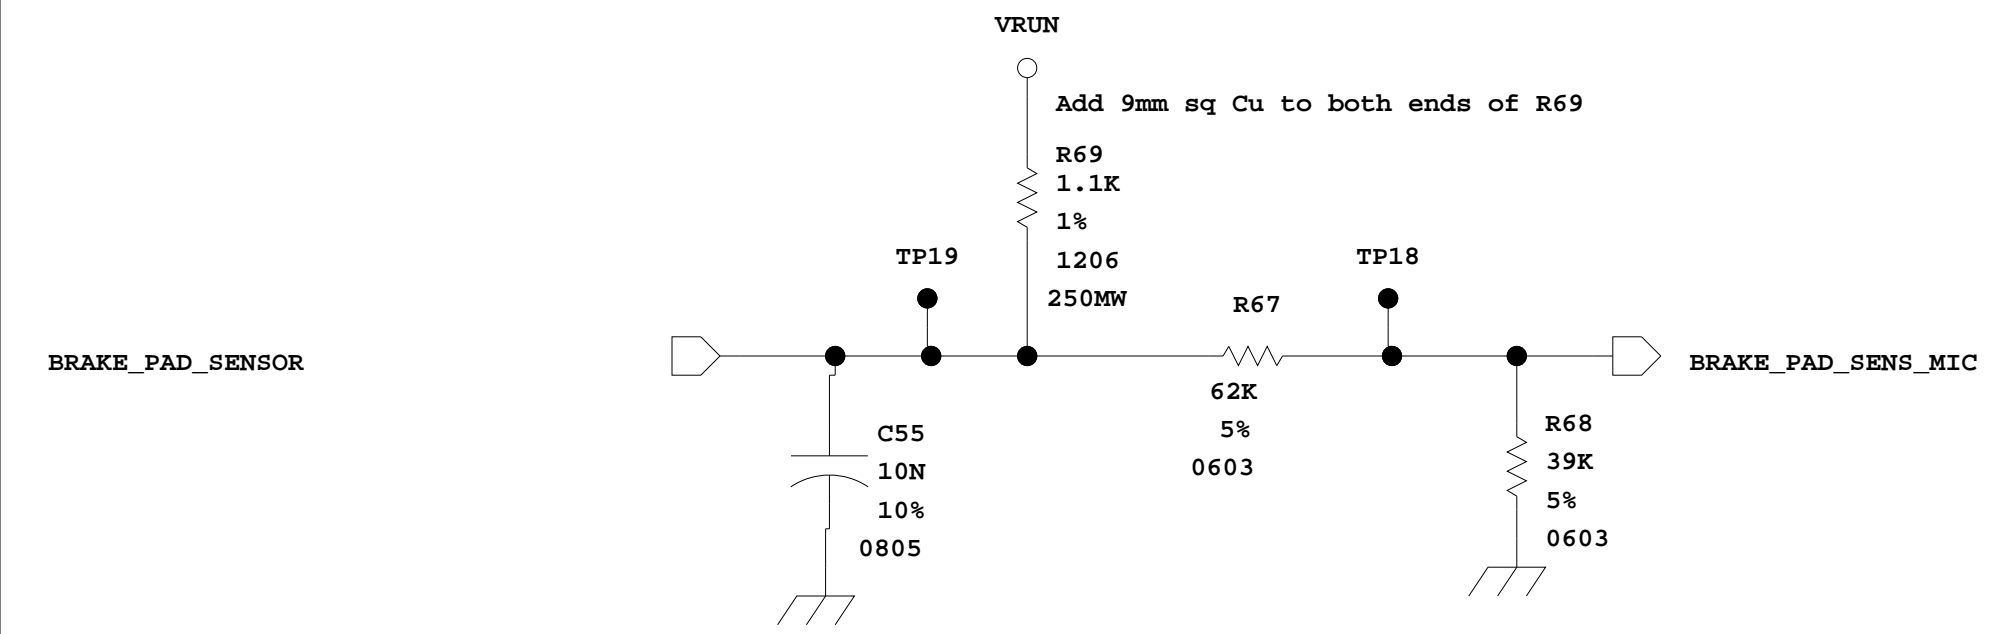 VRUN
Add 9mm sq Cu to both ends of R69
R69
1.1K
1%
1206
250MW
TP19
TP18
R67
62K
5%
0603
BRAKE_PAD_SENSOR
BRAKE_PAD_SENS_MIC
C55
10N
10%
0805
R68
39K
5%
0603